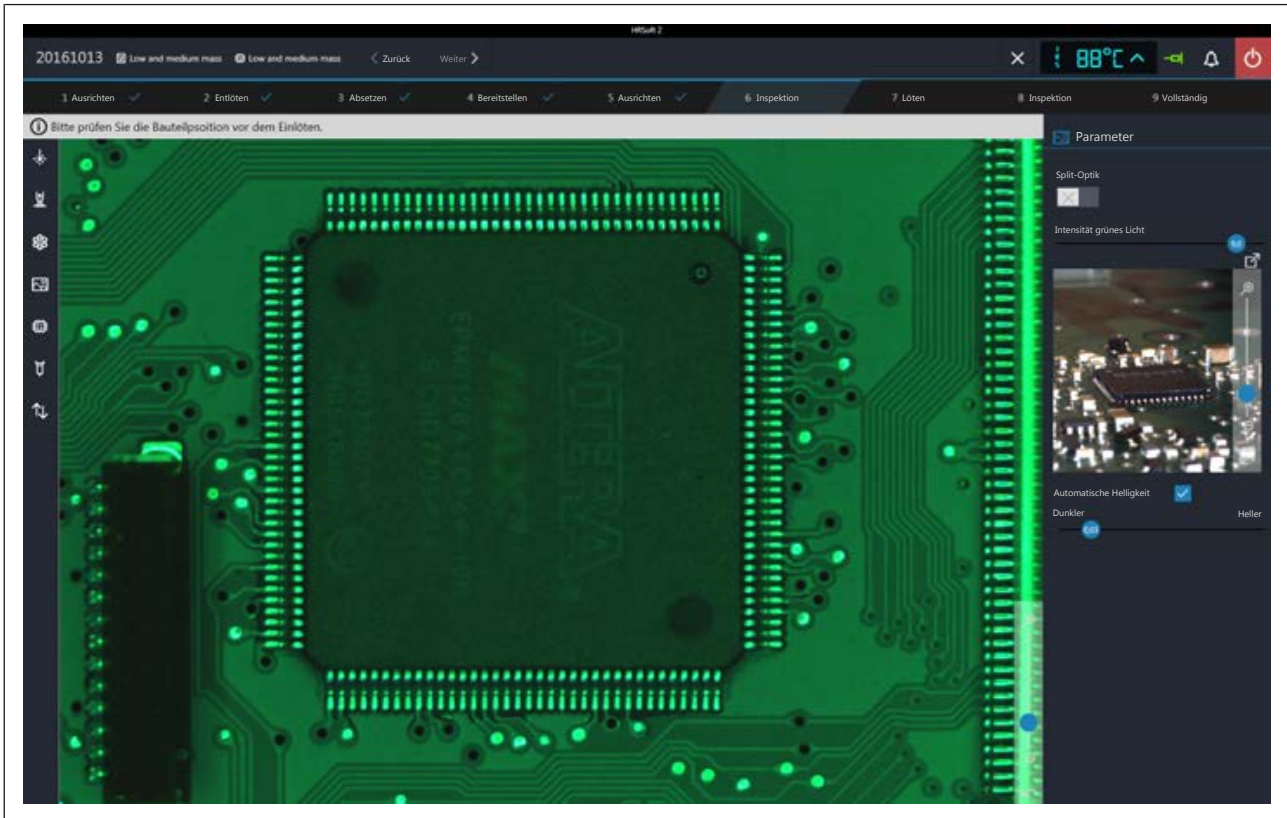 HRSoft 2
20161013 Low and medium mass Low and medium mass Zurück Weiter 88°C
1 Ausrichten 2 Entlöten 3 Absetzen 4 Bereitstellen 5 Ausrichten 6 Inspektion 7 Löten 8 Inspektion 9 Vollständig
Bitte prüfen Sie die Bauteilpsoition vor dem Einlöten.
Parameter
Split-Optik
Intensität grünes Licht
Automatische Helligkeit
Dunkler Heller